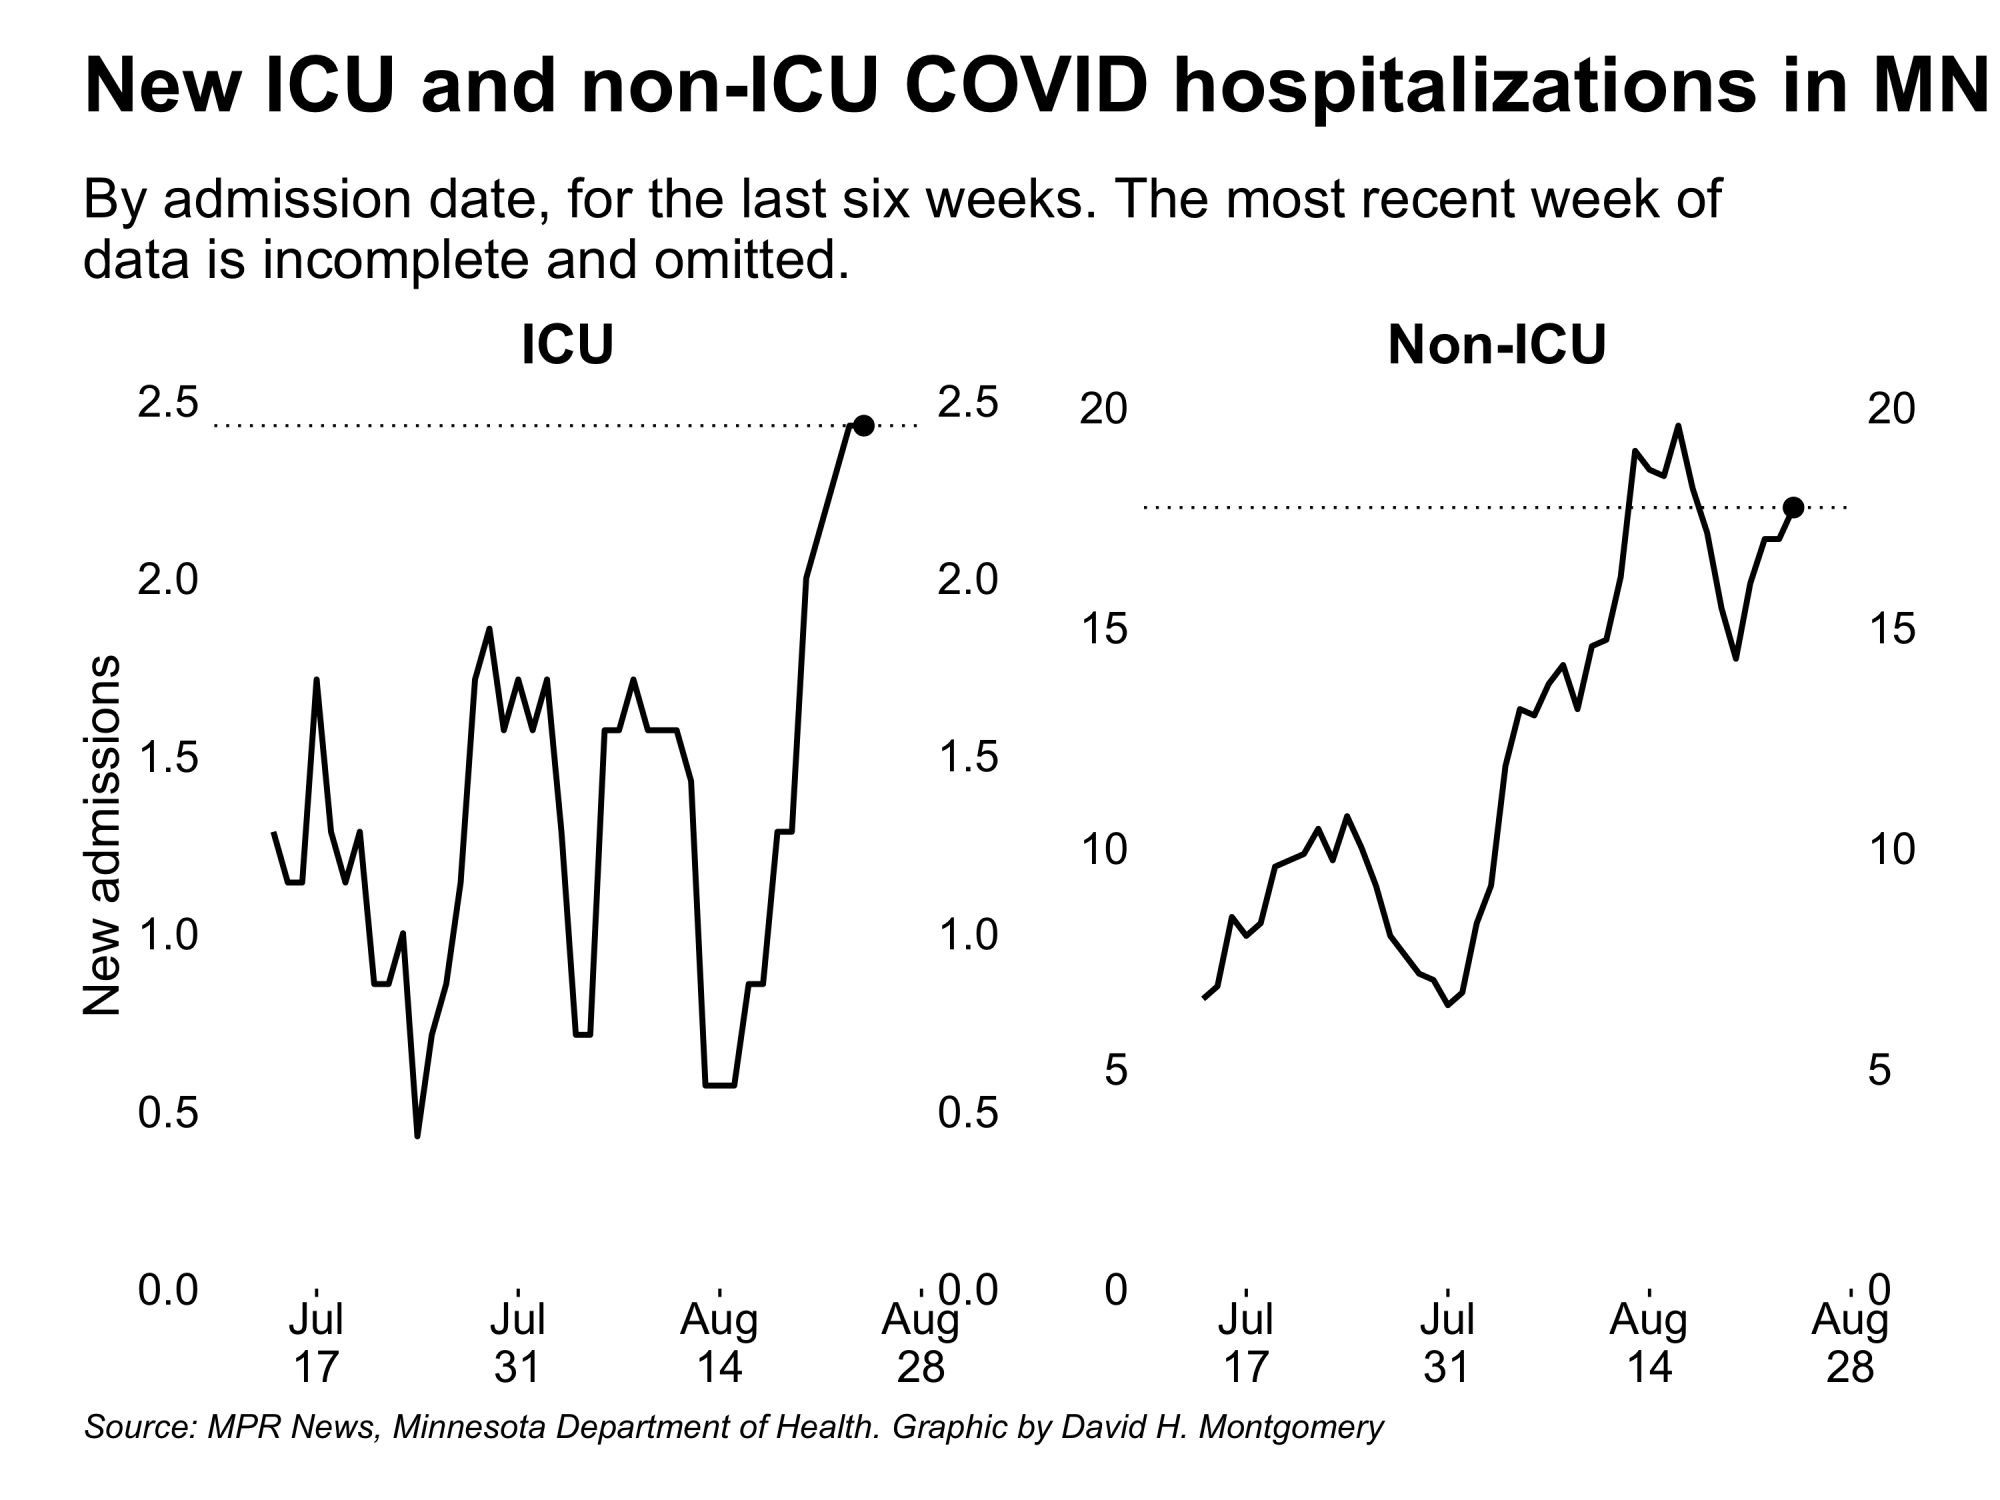 New ICU and non-ICU COVID hospitalizations in MN
By admission date, for the last six weeks. The most recent week of
data is incomplete and omitted.
ICU
New admissions
2.5
2.0
1.5
1.0
0.5
0.0
2.5
2.0
1.5
1.0
0.5
0.0
Jul
17
Jul
31
Aug
14
Aug
28
Non-ICU
20
15
10
5
0
20
15
10
5
0
Jul
17
Jul
31
Aug
14
Aug
28
Source: MPR News, Minnesota Department of Health. Graphic by David H. Montgomery